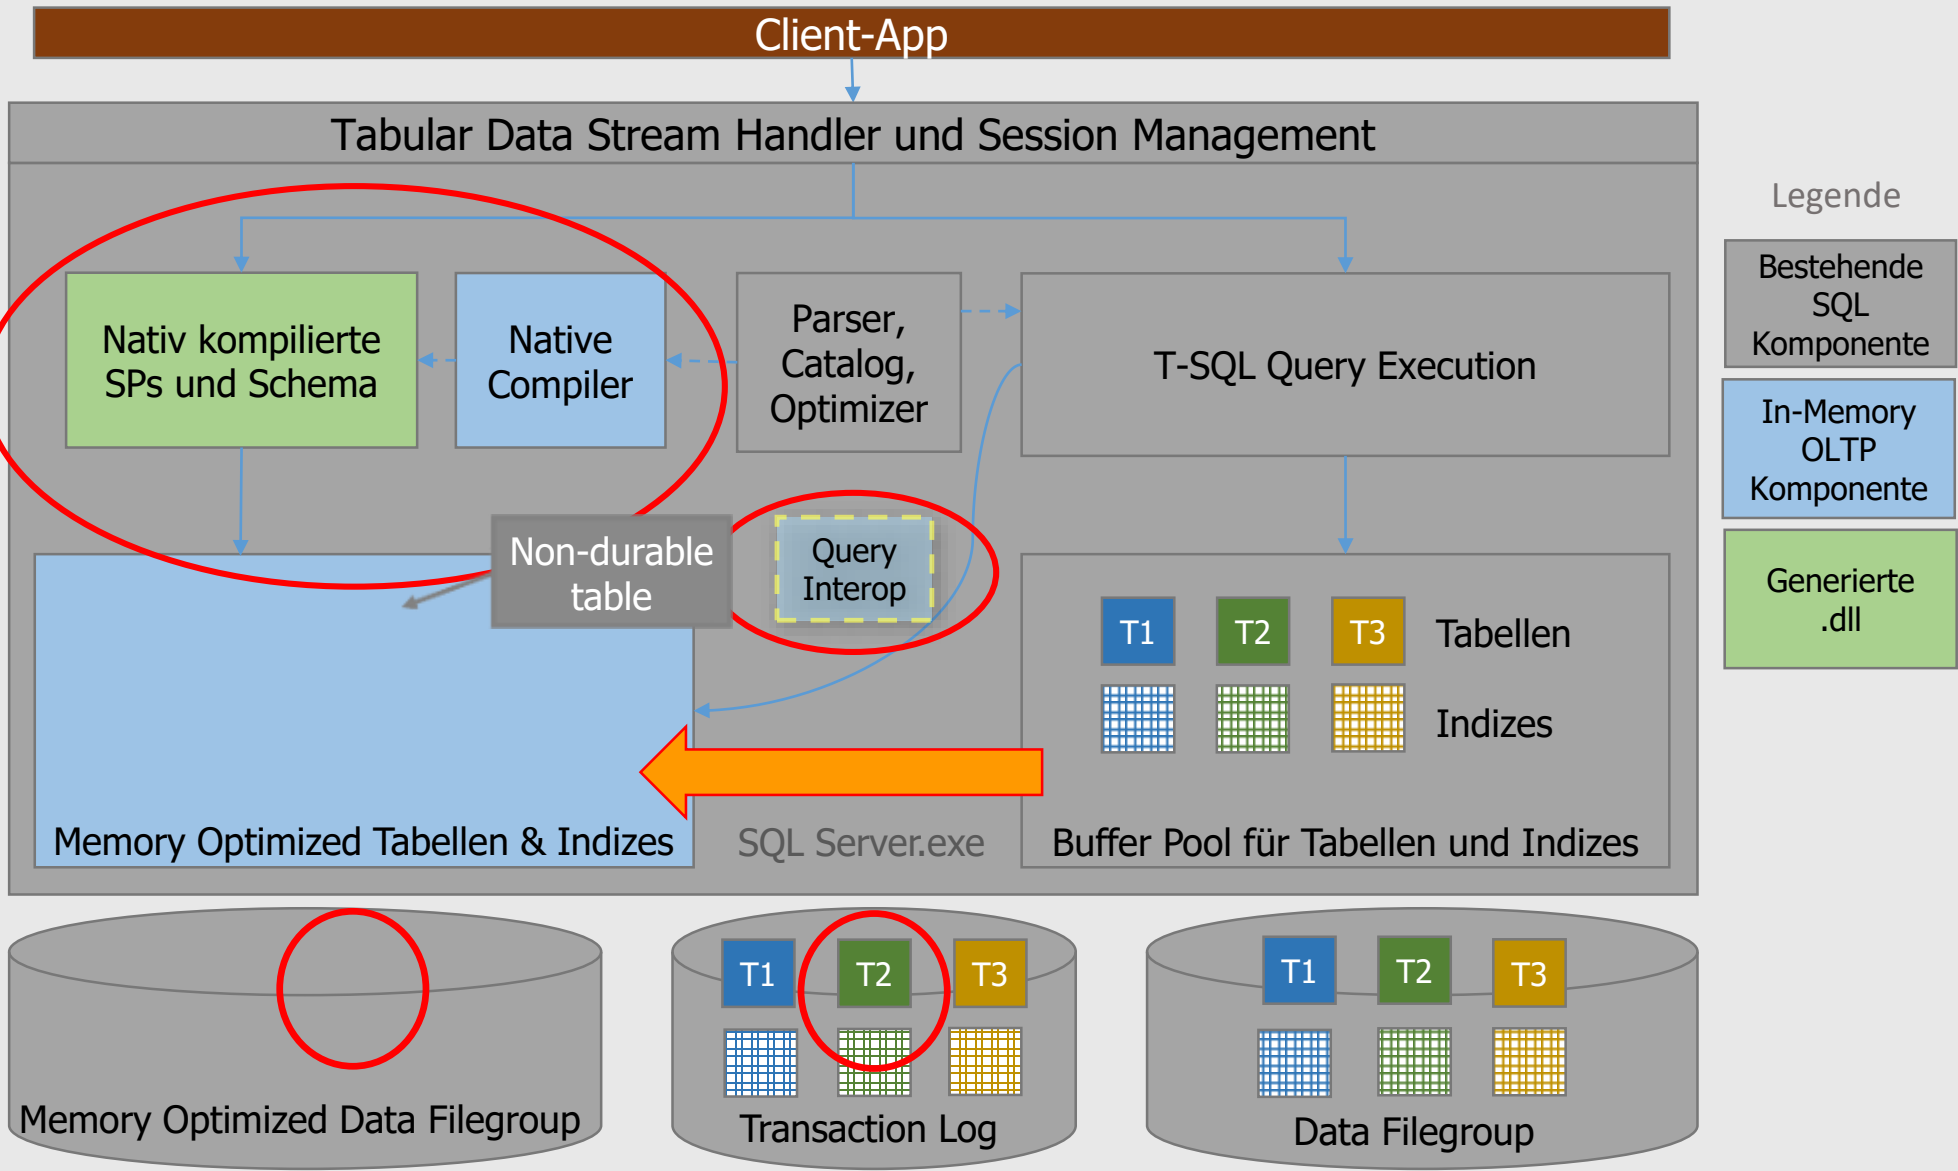 Client-App
Tabular Data Stream Handler und Session Management
Legende
Bestehende
SQL
Komponente
In-Memory
OLTP
Komponente
Generierte
.dll
Nativ kompilierte
SPs und Schema
Native
Compiler
Parser,
Catalog,
Optimizer
T-SQL Query Execution
Non-durable
table
Query
Interop
T1 T2 T3 Tabellen
Indizes
Memory Optimized Tabellen & Indizes
SQL Server.exe
Buffer Pool für Tabellen und Indizes
T1 T2 T3
T1 T2 T3
Memory Optimized Data Filegroup
Transaction Log
Data Filegroup